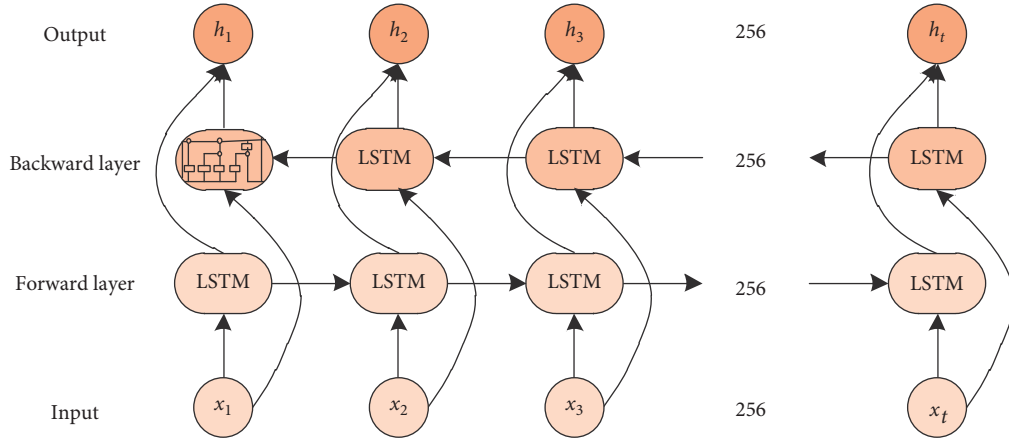 Output h1 h2 h3 256 ht
Backward layer LSTM LSTM 256 LSTM
Forward layer LSTM LSTM LSTM 256 LSTM
Input x1 x2 x3 256 xt